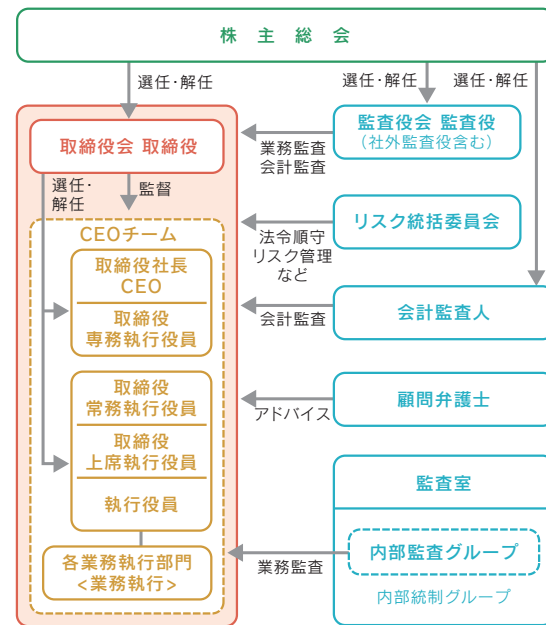 株 主 総 会
選任・解任
選任・解任
選任・解任
取締役会 取締役
監査役会 監査役
(社外監査役含む)
業務監査
会計監査
選任・
解任
監督
CEOチーム
リスク統括委員会
法令順守
リスク管理
など
取締役社長
CEO
取締役
専務執行役員
会計監査人
会計監査
取締役
常務執行役員
顧問弁護士
アドバイス
取締役
上席執行役員
執行役員
監査室
内部監査グループ
業務監査
各業務執行部門
<業務執行>
内部統制グループ